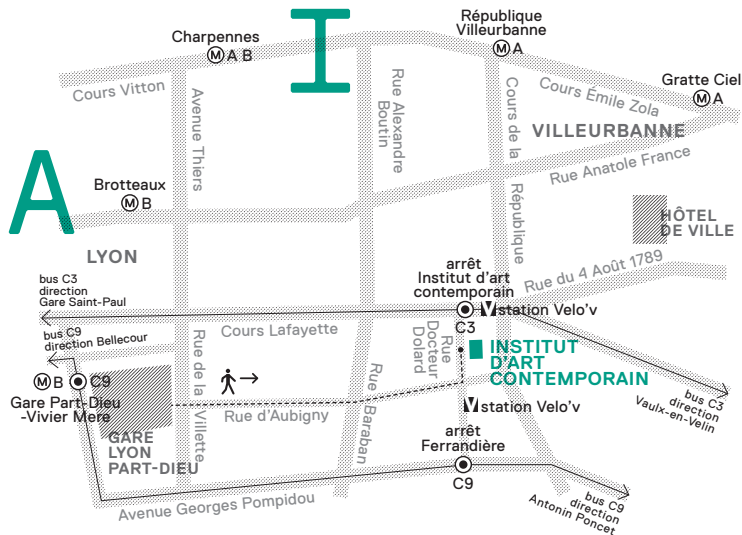 I
A
République
Villeurbanne
M A
Charpennes
M A B
Gratte Ciel
M A
Cours Vitton
Avenue Thiers
Rue Alexandre
Boutin
Cours de la
République
Cours Émile Zola
VILLEURBANNE
Rue Anatole France
Brotteaux
M B
HÔTEL
DE VILLE
LYON
arrêt
Institut d'art
contemporain
C3
station Velo'v
Rue du 4 Août 1789
bus C3
direction
Gare Saint-Paul
Cours Lafayette
bus C9
direction Bellecour
Rue
Docteur
Dolard
INSTITUT
D'ART
CONTEMPORAIN
M B
C9
Gare Part-Dieu
-Vivier Merle
Rue de la Villette
Rue d'Aubigny
Rue Baraban
station Velo'v
bus C3
direction
Vaulx-en-Velin
GARE
LYON
PART-DIEU
arrêt
Ferrandière
C9
Avenue Georges Pompidou
bus C9
direction
Antonin Poncet